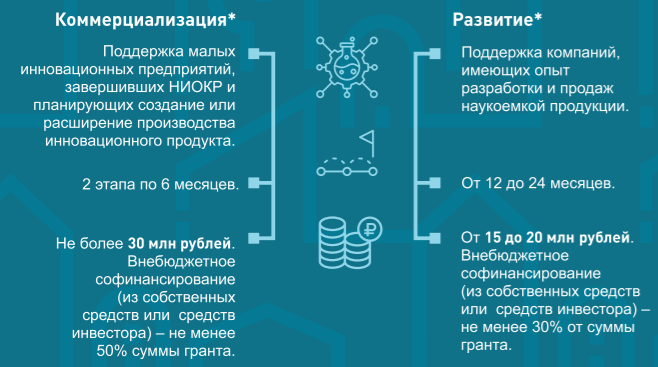 Коммерциализация*
Поддержка малых
инновационных предприятий,
завершивших НИОКР и
планирующих создание или
расширение производства
инновационного продукта.
2 этапа по 6 месяцев.
Не более 30 млн рублей.
Внебюджетное
софинансирование
(из собственных
средств или средств
инвестора) – не менее
50% суммы гранта.
Развитие*
Поддержка компаний,
имеющих опыт
разработки и продаж
наукоемкой продукции.
От 12 до 24 месяцев.
От 15 до 20 млн рублей.
Внебюджетное
софинансирование
(из собственных средств
или средств инвестора) –
не менее 30% от суммы
гранта.